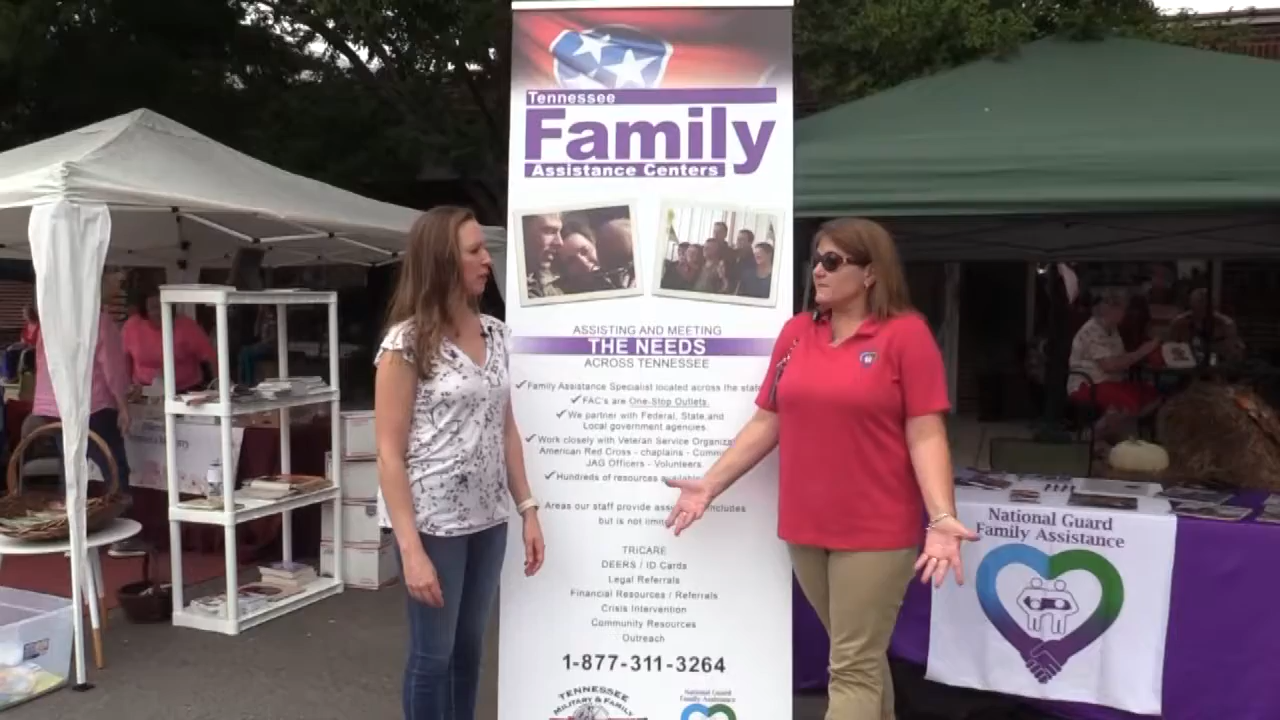 Tennessee
Family
Assistance Centers
ASSISTING AND MEETING
THE NEEDS
ACROSS TENNESSEE
Family Assistance Specialist located across the state
FAC's are One-Stop Outlets.
We partner with Federal, State and
Local government agencies.
Work closely with Veteran Service
American Red Cross - chaplains -
JAG Officers - Volunteers.
Hundreds of resources
Areas our staff provide includes
but is not
TRICARE
DEERS / ID Cards
Legal Referrals
Financial Resources / Referrals
Crisis Intervention
Community Resources
Outreach
1-877-311-3264
TENNESSEE
MILITARY & FAMILY
National Guard
Family Assistance
National Guard
Family Assistance